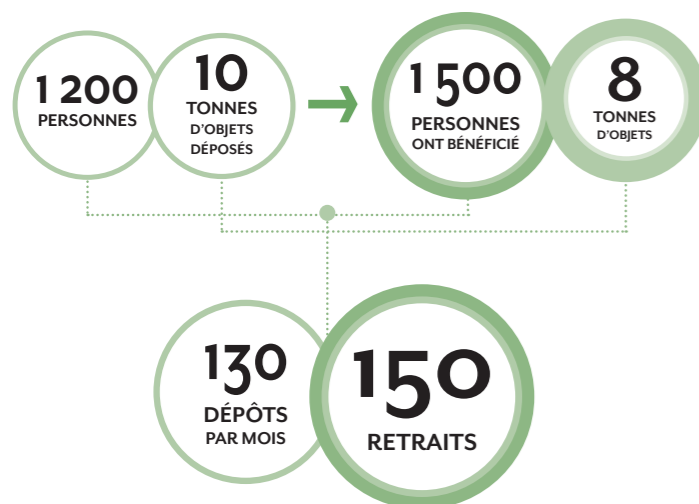 1 200
PERSONNES
10
TONNES
D'OBJETS
DÉPOSÉS
1 500
PERSONNES
ONT BÉNÉFICIÉ
8
TONNES
D'OBJETS
130
DÉPÔTS
PAR MOIS
150
RETRAITS